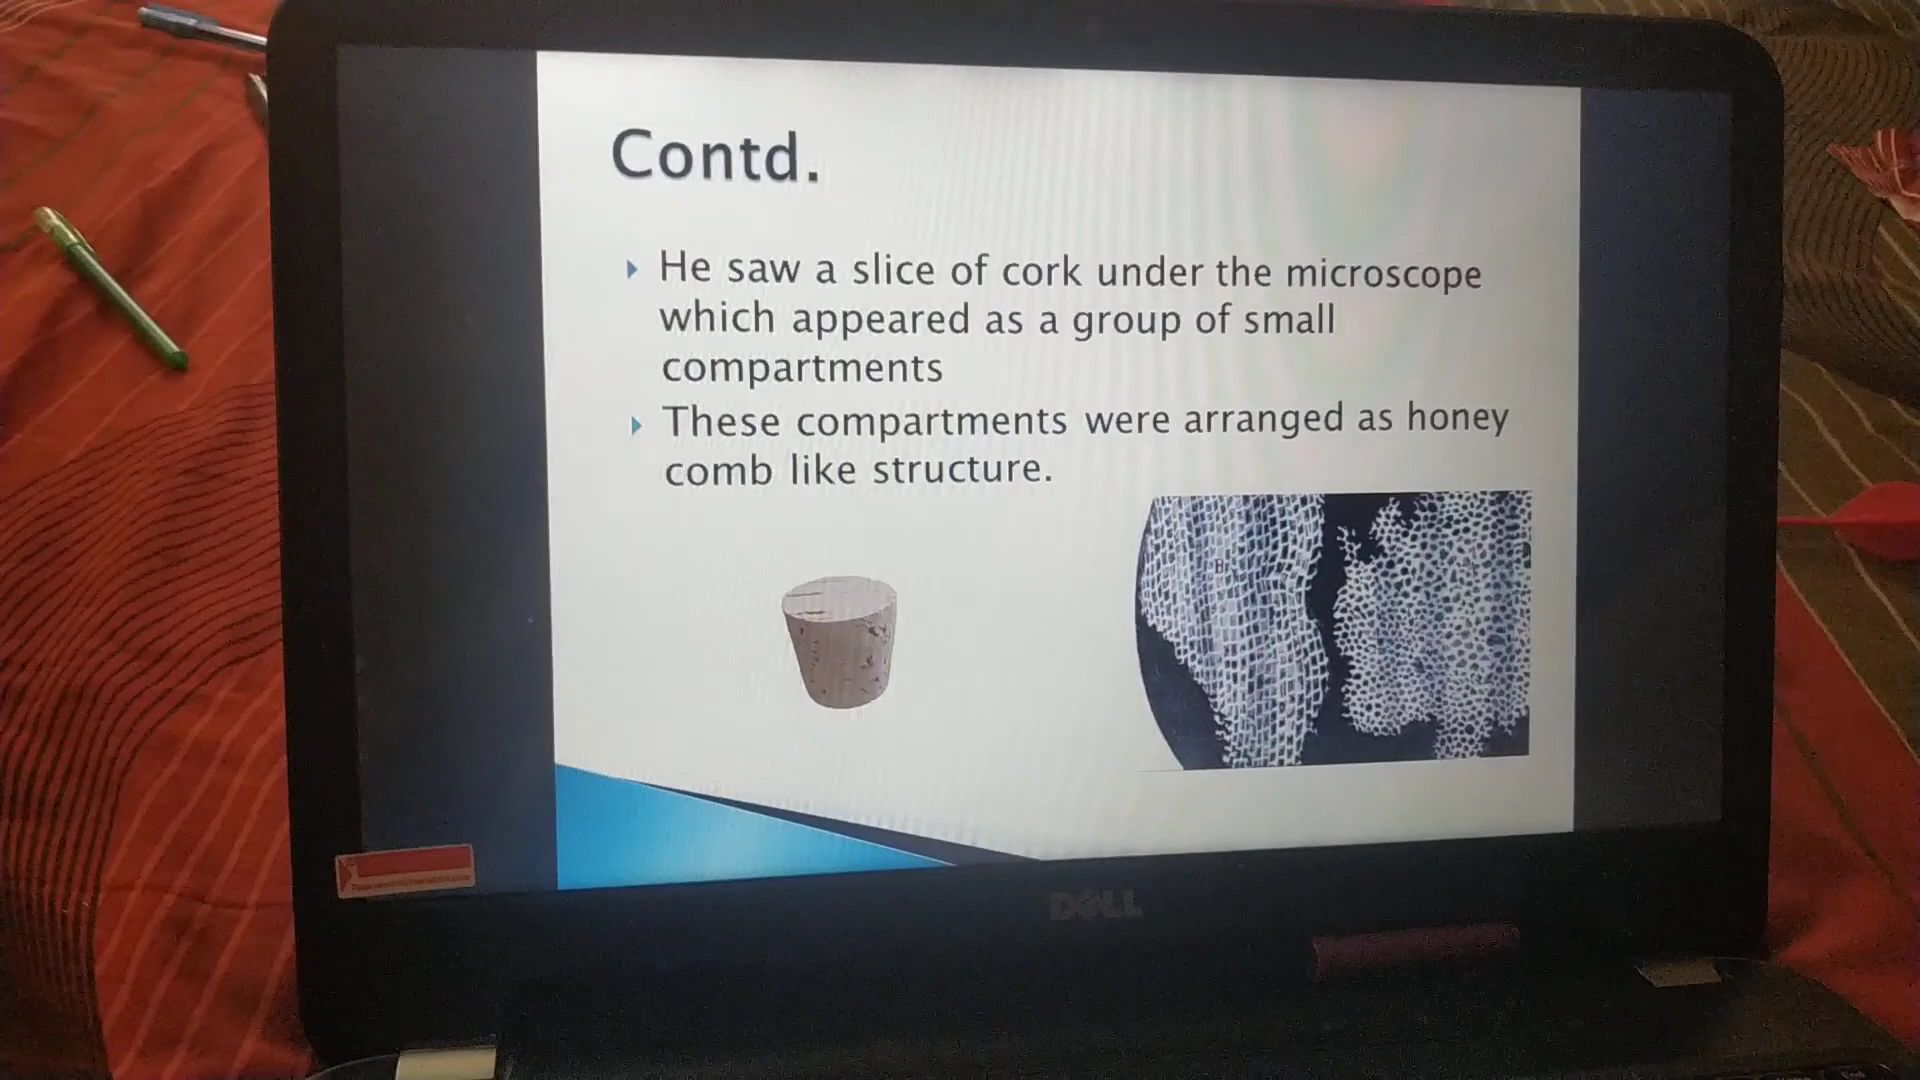 Contd.
He saw a slice of cork under the microscope
which appeared as a group of small
compartments
These compartments were arranged as honey
comb like structure.
DELL